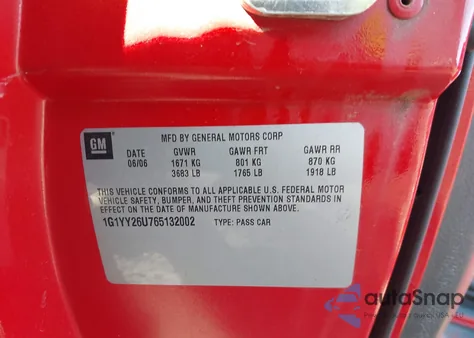 GM
MFD BY GENERAL MOTORS CORP
DATE GVWR GAWR FRT GAWR RR
06/06 1671 KG 801 KG 870 KG
3683 LB 1765 LB 1918 LB
THIS VEHICLE CONFORMS TO ALL APPLICABLE U.S. FEDERAL MOTOR
VEHICLE SAFETY, BUMPER, AND THEFT PREVENTION STANDARDS IN
EFFECT ON THE DATE OF MANUFACTURE SHOWN ABOVE.
1G1YY26U765132002 TYPE: PASS CAR
autoSnap